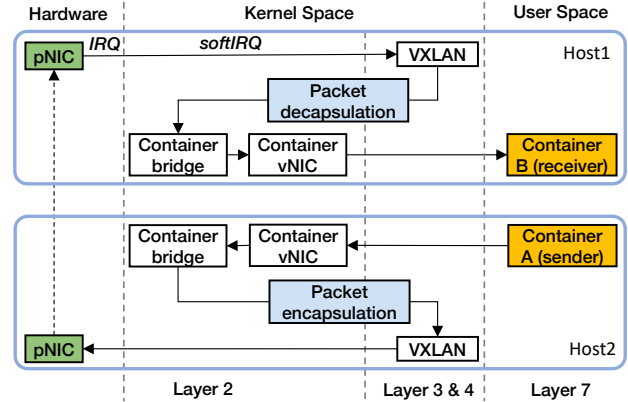 Hardware Kernel Space User Space
IRQ softIRQ Host1
pNIC VXLAN
Packet
decapsulation
Container Container Container
bridge vNIC B (receiver)
Container Container Container
bridge vNIC A (sender)
Packet
encapsulation
pNIC VXLAN Host2
Layer 2 Layer 3 & 4 Layer 7